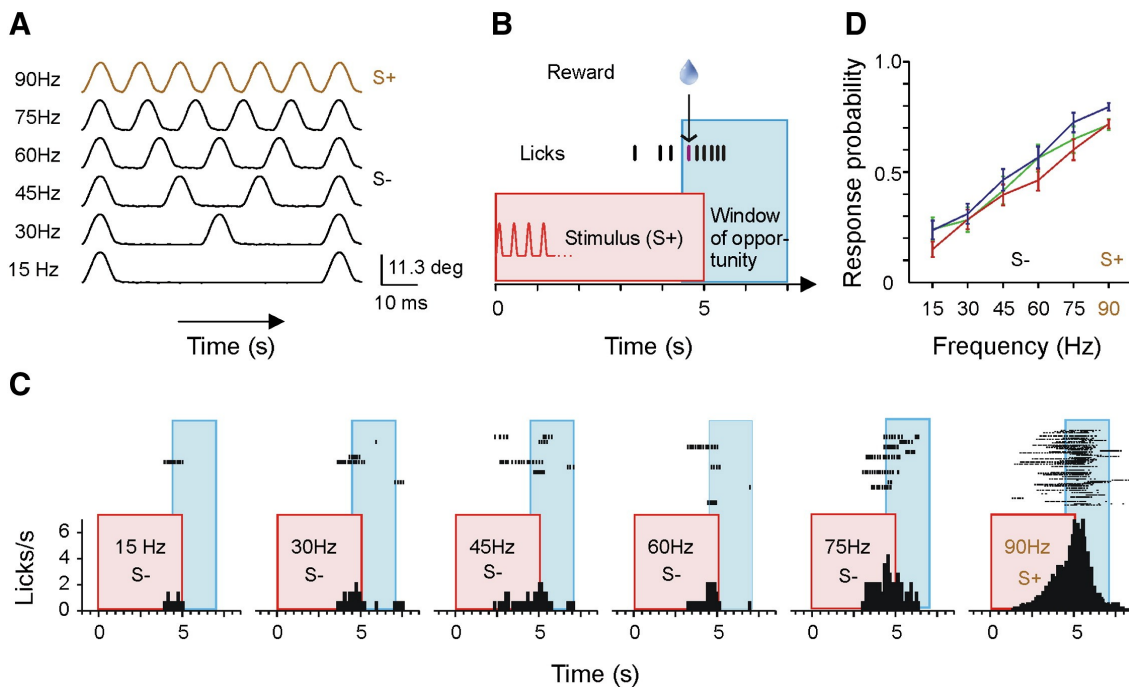 A
90Hz
S+
75Hz
60Hz
S-
45Hz
30Hz
15 Hz
11.3 deg
10 ms
Time (s)
B
Reward
Licks
Stimulus (S+)
Window
of oppor-
tunity
0 5
Time (s)
D
1.0
0.5
0
Response probability
S- S+
15 30 45 60 75 90
Frequency (Hz)
C
Licks/s
6
4
2
0
15 Hz
S-
30Hz
S-
45Hz
S-
60Hz
S-
75Hz
S-
90Hz
S+
0 5 0 5 0 5 0 5 0 5 0 5
Time (s)